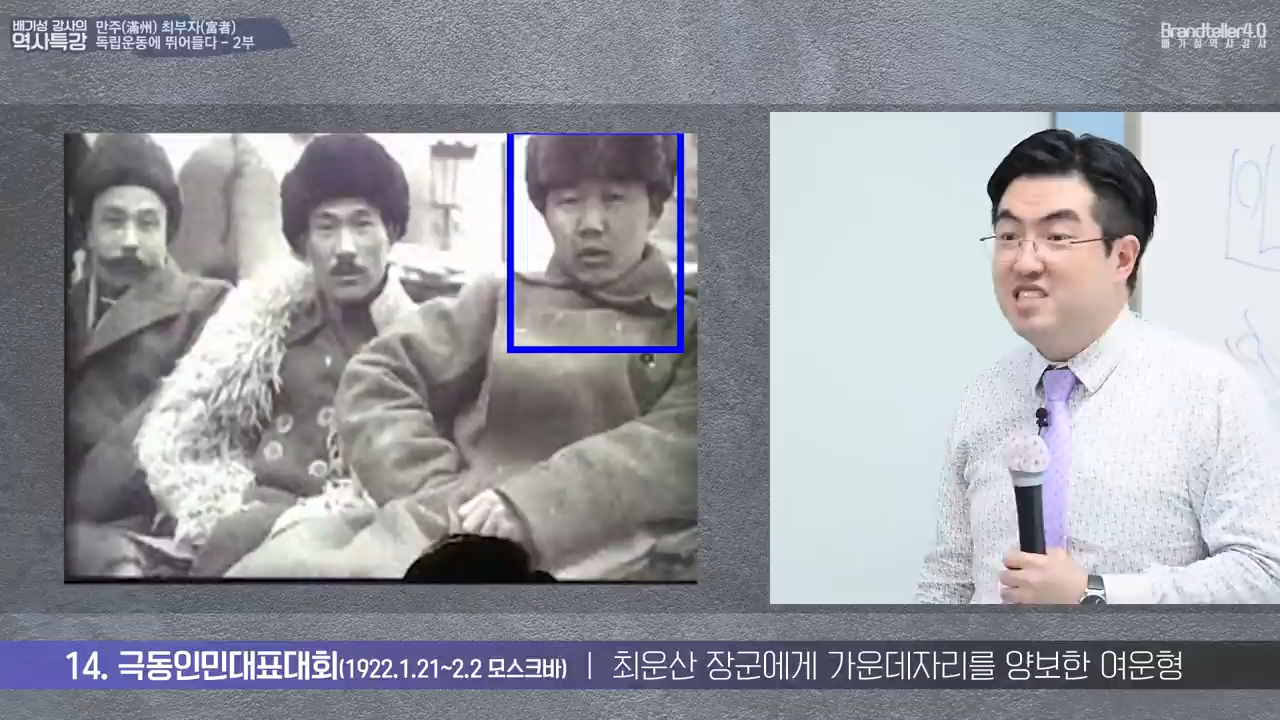 배기성 강사의
역사특강
만주(滿州) 최부자(富者)
독립운동에 뛰어들다 - 2부
Brandteller4.0
배기성역사강사
14. 극동인민대표대회(1922.1.21~2.2 모스크바) | 최운산 장군에게 가운데자리를 양보한 여운형